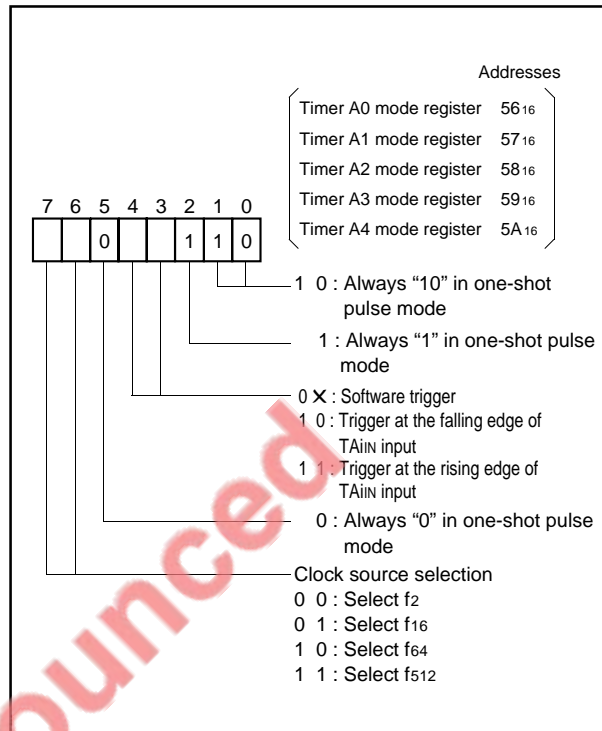 Addresses
Timer A0 mode register 56₁₆
Timer A1 mode register 57₁₆
Timer A2 mode register 58₁₆
Timer A3 mode register 59₁₆
Timer A4 mode register 5A₁₆
7 6 5 4 3 2 1 0
0 1 1 0
1 0 : Always “10” in one-shot
pulse mode
1 : Always “1” in one-shot pulse
mode
0 ✕ : Software trigger
1 0 : Trigger at the falling edge of
TAiIN input
1 1 : Trigger at the rising edge of
TAiIN input
0 : Always “0” in one-shot pulse
mode
Clock source selection
0 0 : Select f₂
0 1 : Select f₁₆
1 0 : Select f₆₄
1 1 : Select f₅₁₂
ounced